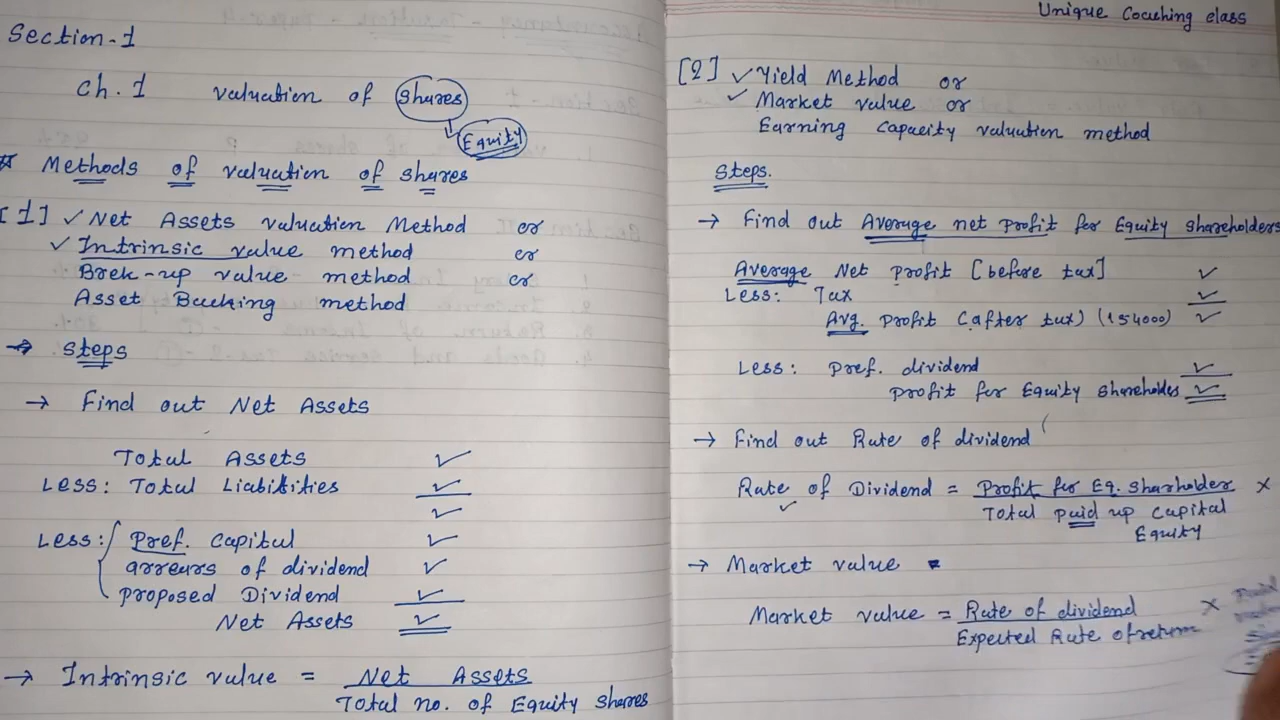 Section-1
Ch.1 valuation of Shares
Equity
* Methods of valuation of shares
[1] ✓ Net Assets valuation Method or
✓ Intrinsic value method or
Brek-up value method or
Asset Backing method
→ Steps
→ Find out Net Assets
Total Assets ✓
Less: Total Liabilities ✓
✓
Less: Pref. Capital ✓
arrears of dividend ✓
proposed Dividend ✓
Net Assets ✓
→ Intrinsic value = Net Assets
Total no. of Equity shares
Unique Coaching class
[2] ✓ Yield Method or
✓ Market value or
Earning Capacity valuation method
Steps.
→ Find out Average net profit for Equity shareholders
Average Net profit [before tax] ✓
Less: Tax ✓
Avg. profit (after tax) (154000) ✓
Less: Pref. dividend ✓
Profit for Equity shareholdes ✓
→ Find out Rate of dividend
Rate of Dividend = Profit for Eq. Sharholder ×
Total paid up capital
Equity
→ Market value
Market value = Rate of dividend ×
Expected Rate of return